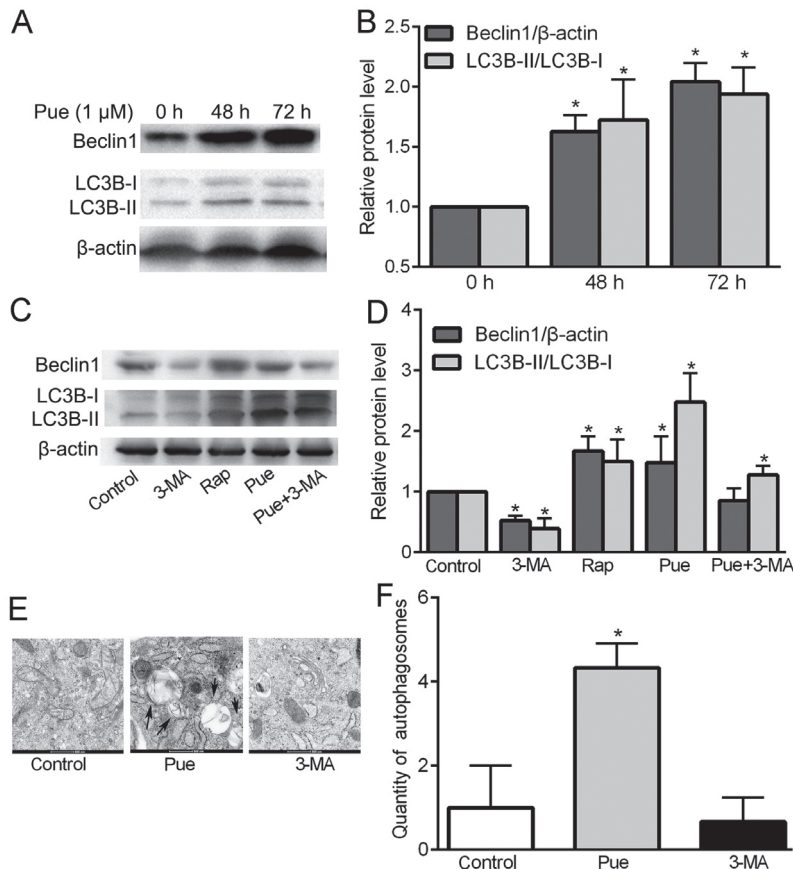 A
Pue (1 μM) 0 h 48 h 72 h
Beclin1
LC3B-I
LC3B-II
β-actin
B
Beclin1/β-actin
LC3B-II/LC3B-I
Relative protein level
2.5
2.0
1.5
1.0
0.5
* * * *
0 h 48 h 72 h
C
Beclin1
LC3B-I
LC3B-II
β-actin
Control 3-MA Rap Pue Pue+3-MA
D
Beclin1/β-actin
LC3B-II/LC3B-I
Relative protein level
4
3
2
1
0
* * * * * * *
Control 3-MA Rap Pue Pue+3-MA
E
Control Pue 3-MA
F
Quantity of autophagosomes
6
4
2
0
*
Control Pue 3-MA